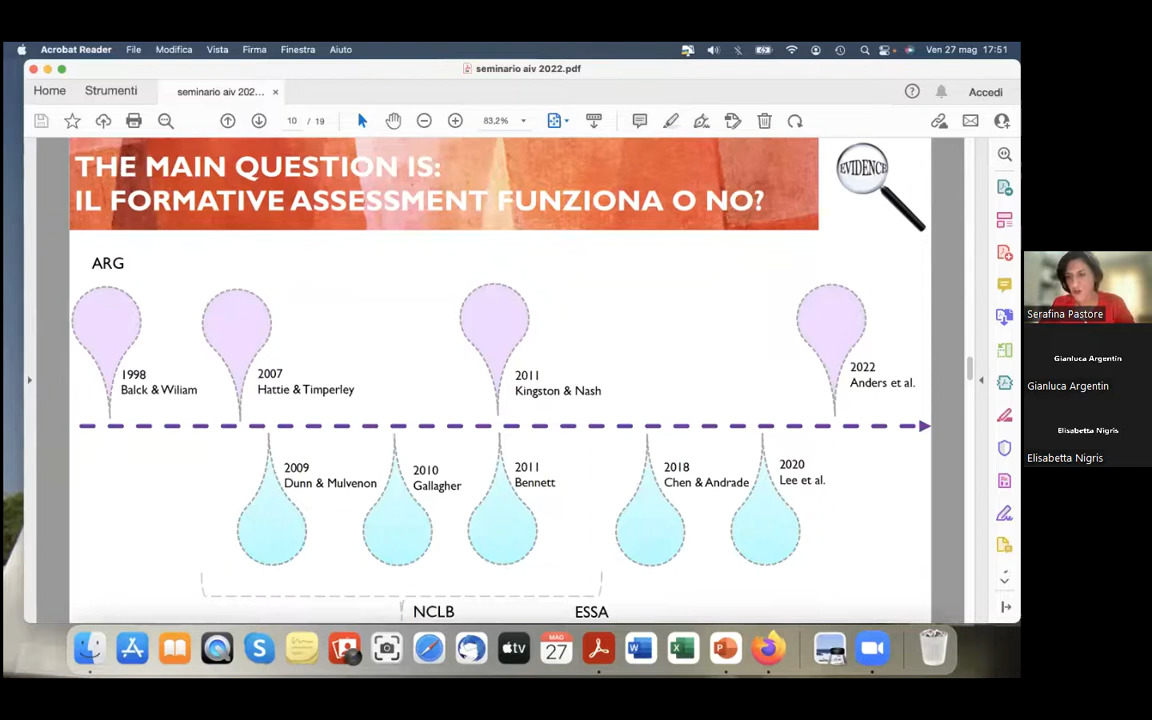 Acrobat Reader File Modifica Vista Firma Finestra Aiuto Ven 27 mag 17:51
seminario aiv 2022.pdf
Home Strumenti seminario aiv 202... × Accedi
10 / 19 83,2%
THE MAIN QUESTION IS:
IL FORMATIVE ASSESSMENT FUNZIONA O NO?
EVIDENCE
ARG
1998
Balck & Wiliam
2007
Hattie & Timperley
2011
Kingston & Nash
2022
Anders et al.
2009
Dunn & Mulvenon
2010
Gallagher
2011
Bennett
2018
Chen & Andrade
2020
Lee et al.
NCLB ESSA
Serafina Pastore
Gianluca Argentin
Gianluca Argentin
Elisabetta Nigris
Elisabetta Nigris
tv
MAG
27